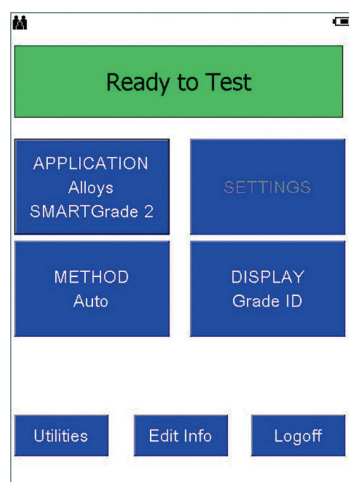 Ready to Test
APPLICATION
Alloys
SMARTGrade 2
SETTINGS
METHOD
Auto
DISPLAY
Grade ID
Utilities
Edit Info
Logoff